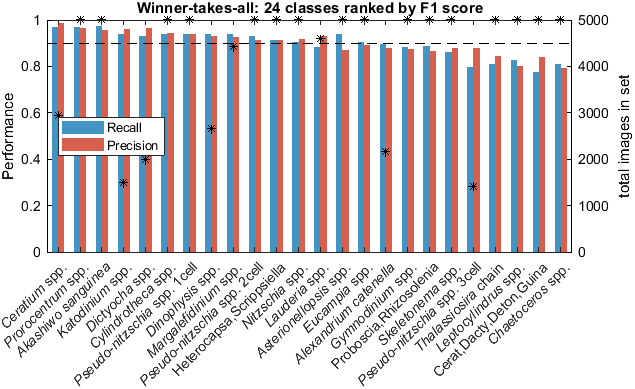 Winner-takes-all: 24 classes ranked by F1 score
Performance
1
0.8
0.6
0.4
0.2
0
Recall
Precision
5000
4000
3000
2000
1000
0
total images in set
Ceratium spp.
Prorocentrum spp.
Akashiwo sanguinea
Katodinium spp.
Dictyocha spp.
Cylindrotheca spp.
Pseudo-nitzschia spp. 1cell
Dinophysis spp.
Margalefidinium spp.
Pseudo-nitzschia spp. 2cell
Heterocapsa,Scrippsiella
Nitzschia spp.
Lauderia spp.
Asterionellopsis spp.
Eucampia spp.
Alexandrium catenella
Gymnodinium spp.
Proboscia,Rhizosolenia
Skeletonema spp.
Pseudo-nitzschia spp. 3cell
Thalassiosira chain
Leptocylindrus spp.
Cerat,Dacty,Deton,Guina
Chaetoceros spp.